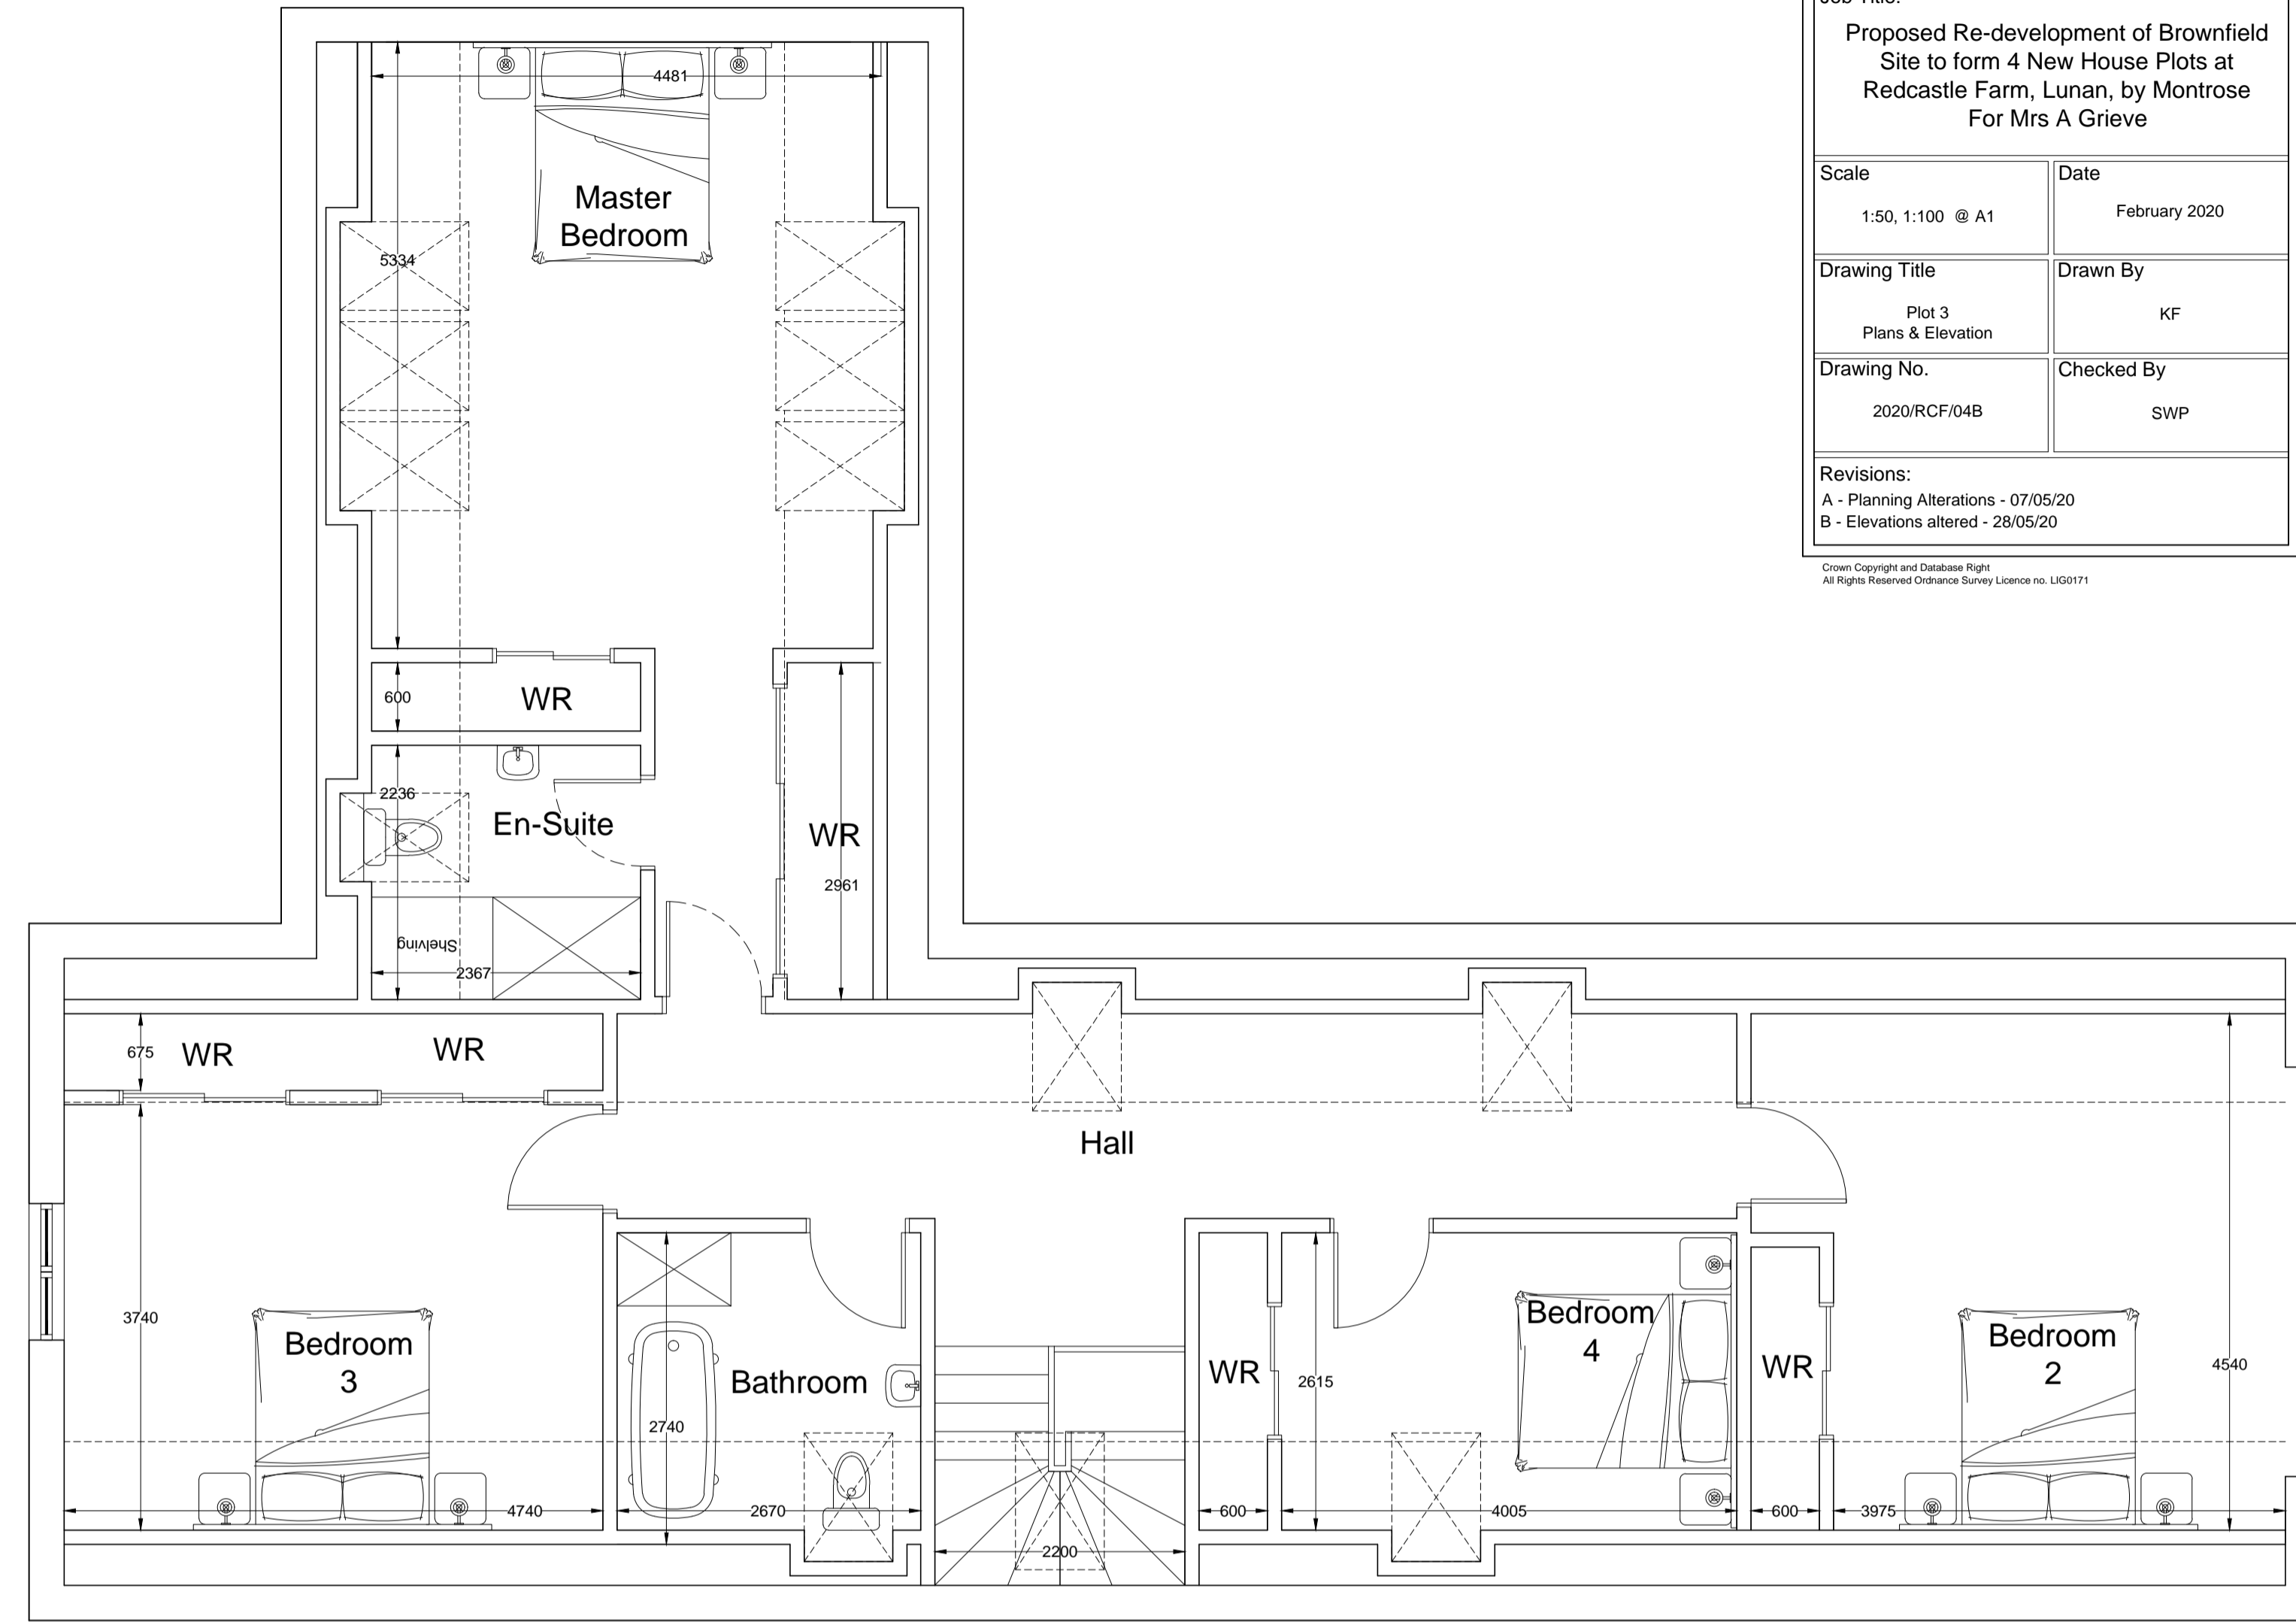 Job Title:
Proposed Re-development of Brownfield
Site to form 4 New House Plots at
Redcastle Farm, Lunan, by Montrose
For Mrs A Grieve
Scale
1:50, 1:100 @ A1
Date
February 2020
Drawing Title
Plot 3
Plans & Elevation
Drawn By
KF
Drawing No.
2020/RCF/04B
Checked By
SWP
Revisions:
A - Planning Alterations - 07/05/20
B - Elevations altered - 28/05/20
Crown Copyright and Database Right
All Rights Reserved Ordnance Survey Licence no. LIG0171
4481
Master
Bedroom
5334
600
WR
2236
En-Suite
WR
2961
Shelving
2367
675
WR
WR
Hall
3740
Bedroom
3
4740
Bathroom
2740
2670
2200
WR
600
2615
Bedroom
4
4005
WR
600
Bedroom
2
3975
4540